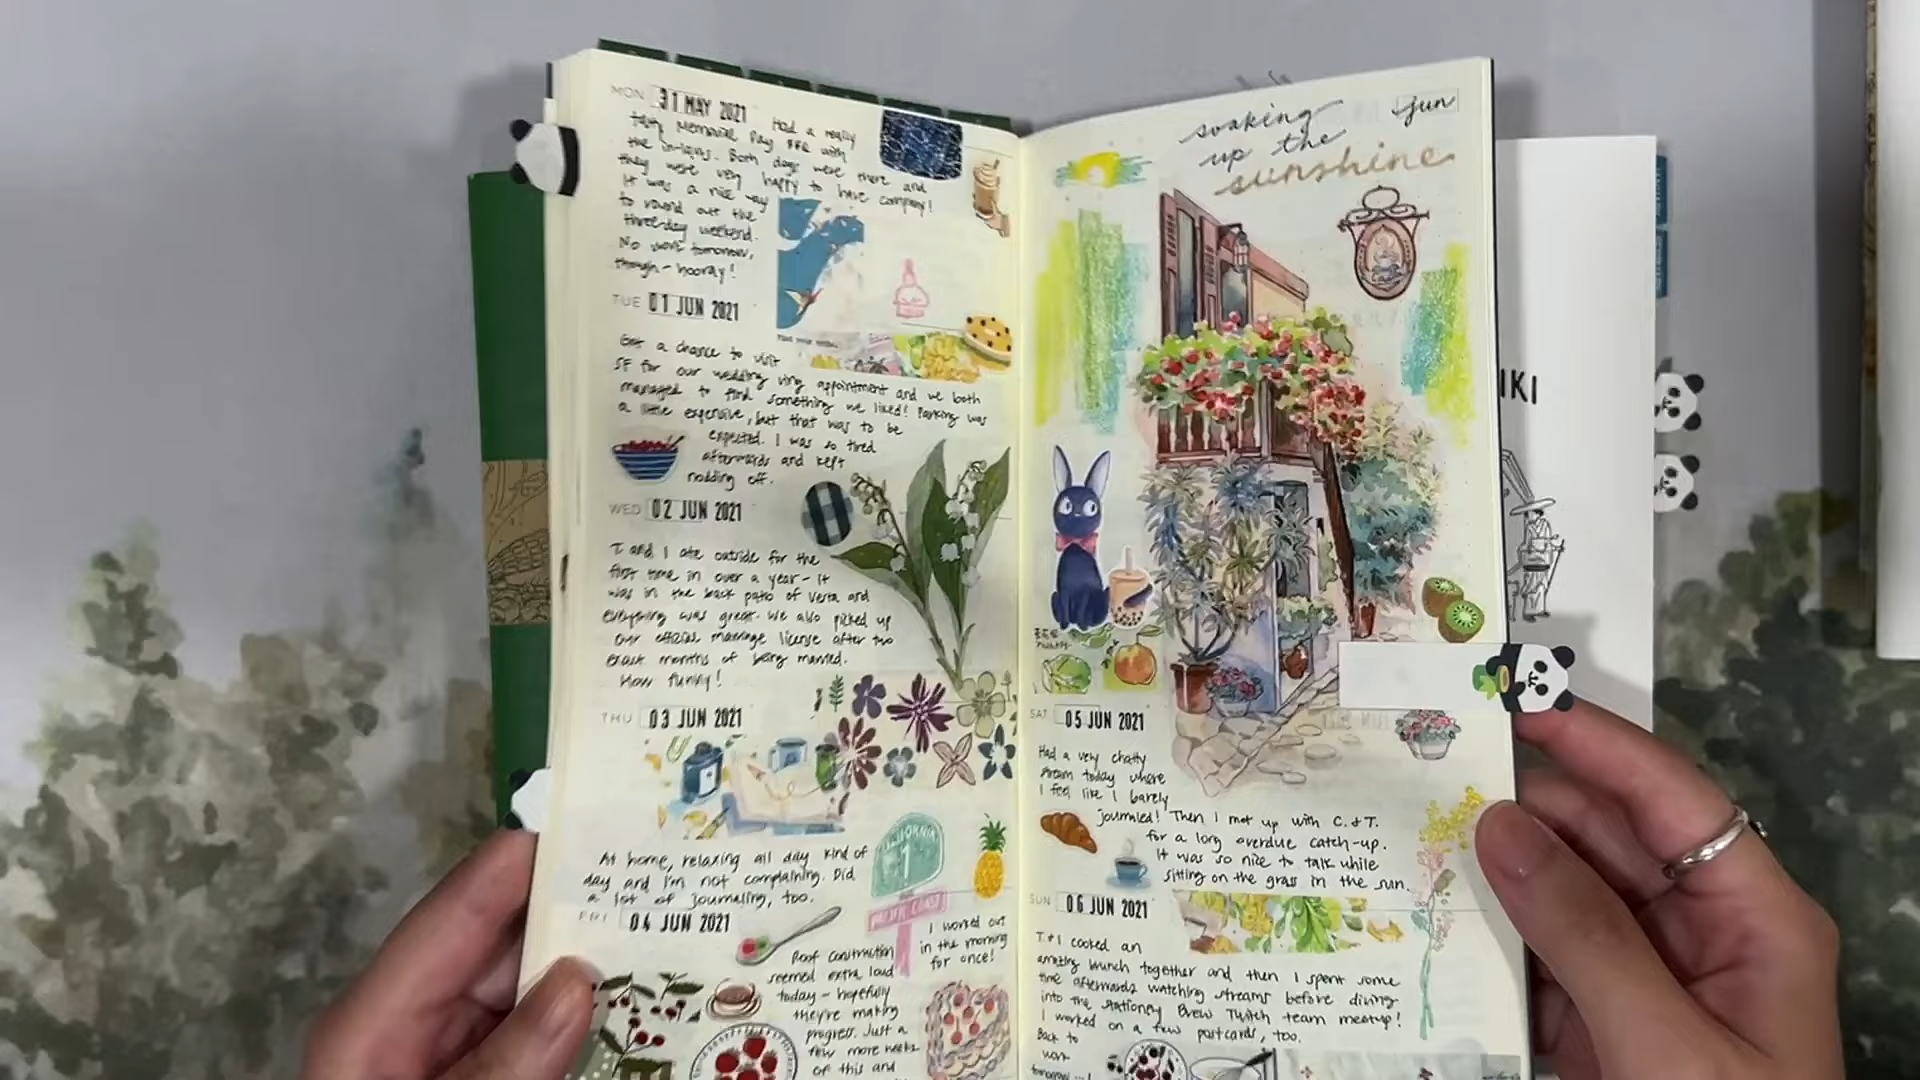 MON 31 MAY 2021
Had a really
Memorial Day BBQ with
the in-laws. Both dogs were there and
they were very happy to have company!
It was a nice way
to round out the
three-day weekend.
No work tomorrow,
though - hooray!
TUE 01 JUN 2021
Got a chance to visit
SF for our wedding ring appointment and we both
managed to find something we liked! Parking was
a little expensive, but that was to be
expected. I was so tired
afterwards and kept
nodding off.
WED 02 JUN 2021
T and I ate outside for the
first time in over a year - it
was in the back patio of Vesta and
everything was great. We also picked up
our official marriage license after two
exact months of being married.
How funny!
THU 03 JUN 2021
At home, relaxing all day kind of
day and I'm not complaining. Did
a lot of journaling, too.
CALIFORNIA
1
PACIFIC COAST
FRI 04 JUN 2021
Roof construction
seemed extra loud
today - hopefully
they're making
progress. Just a
few more weeks
of this and
I worked out
in the morning
for once!
soaking
up the
sunshine
Jun
SAT 05 JUN 2021
Had a very chatty
stream today where
I feel like I barely
journaled! Then I met up with C. & T.
for a long overdue catch-up.
It was so nice to talk while
sitting on the grass in the sun.
SUN 06 JUN 2021
T. & I cooked an
amazing brunch together and then I spent some
time afterwards watching streams before diving
into the Stationery Brew Twitch team meetup!
I worked on a few postcards, too.
Back to
work
tomorrow...!
IKI